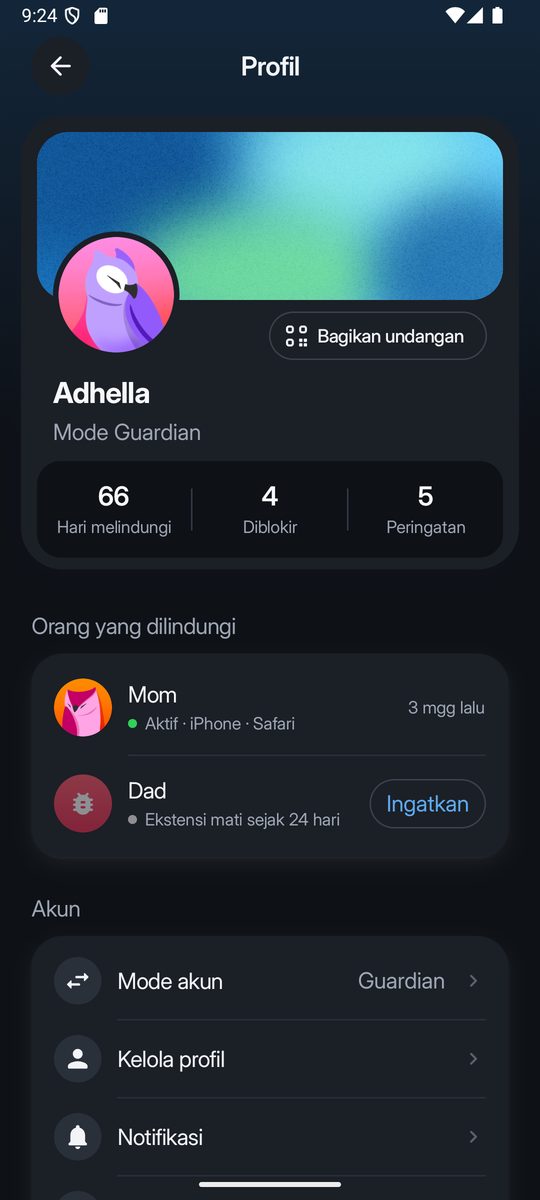 9:24
Profil
Bagikan undangan
Adhella
Mode Guardian
66
Hari melindungi
4
Diblokir
5
Peringatan
Orang yang dilindungi
Mom
Aktif · iPhone · Safari
3 mgg lalu
Dad
Ekstensi mati sejak 24 hari
Ingatkan
Akun
Mode akun
Guardian
Kelola profil
Notifikasi